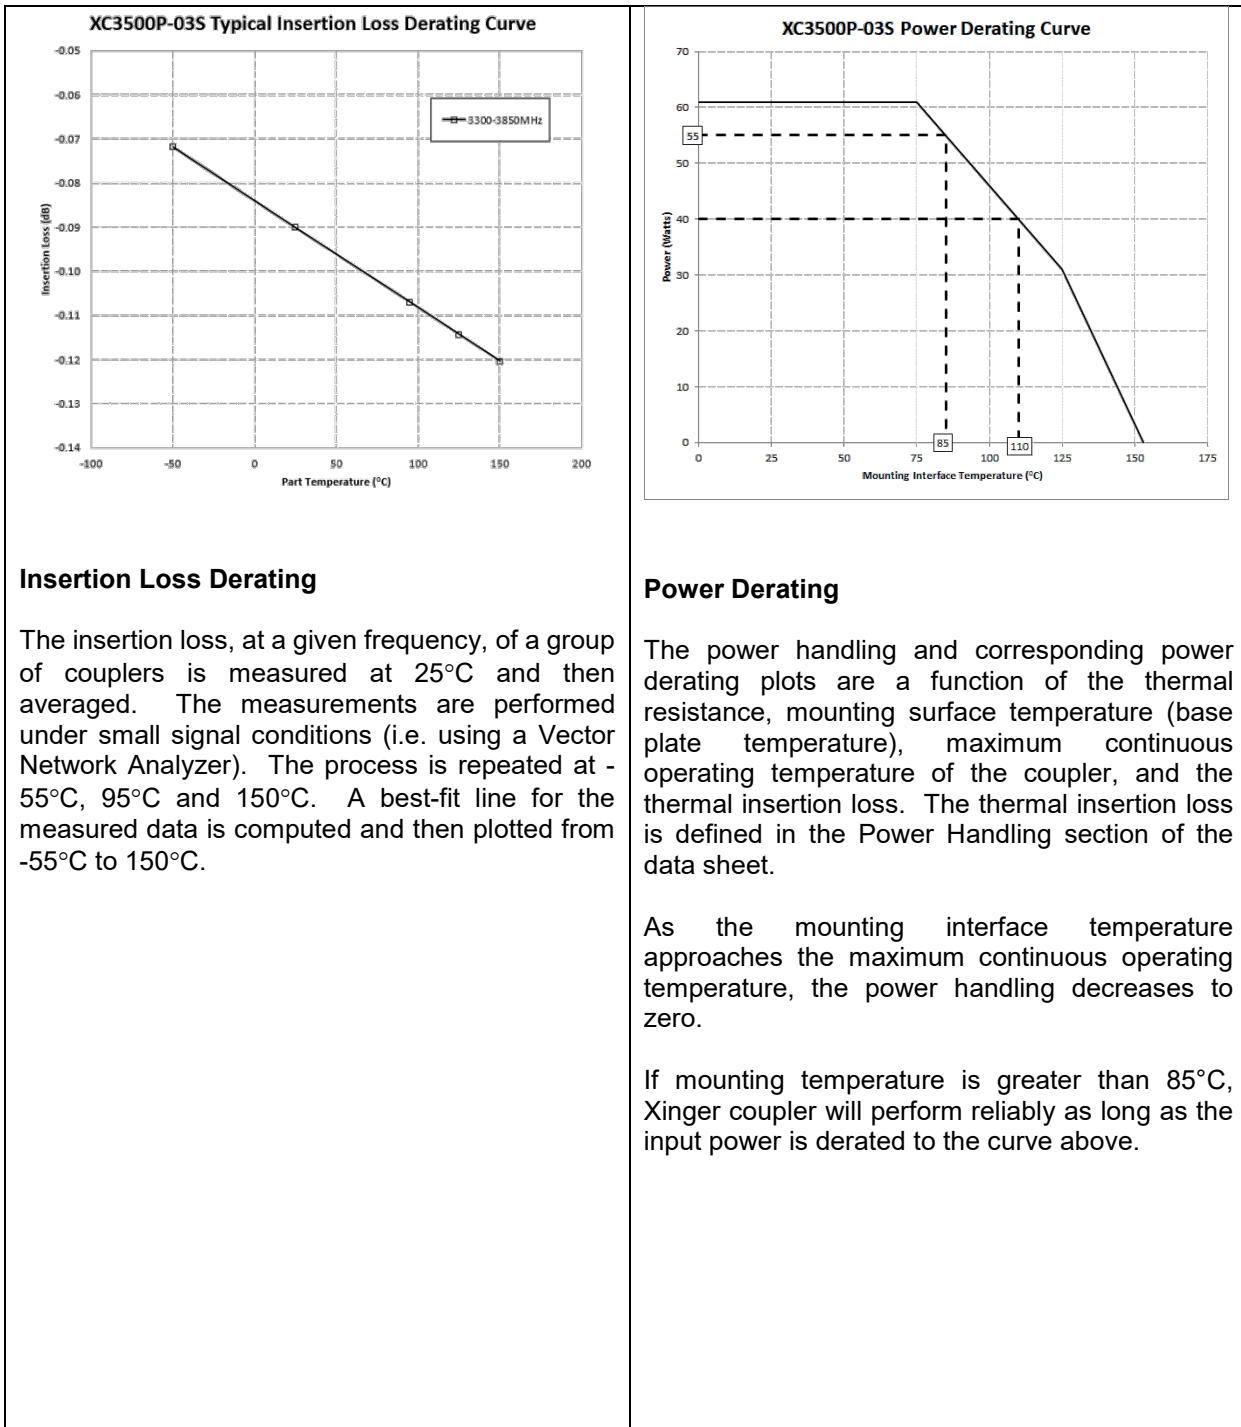 XC3500P-03S Typical Insertion Loss Derating Curve
-0.05
-0.06
-0.07
-0.08
-0.09
-0.10
-0.11
-0.12
-0.13
-0.14
Insertion Loss (dB)
3300-3850MHz
-100 -50 0 50 100 150 200
Part Temperature (°C)
Insertion Loss Derating
The insertion loss, at a given frequency, of a group
of couplers is measured at 25°C and then
averaged. The measurements are performed
under small signal conditions (i.e. using a Vector
Network Analyzer). The process is repeated at -
55°C, 95°C and 150°C. A best-fit line for the
measured data is computed and then plotted from
-55°C to 150°C.
XC3500P-03S Power Derating Curve
70
60
55
50
40
30
20
10
0
Power (Watts)
85
110
0 25 50 75 100 125 150 175
Mounting Interface Temperature (°C)
Power Derating
The power handling and corresponding power
derating plots are a function of the thermal
resistance, mounting surface temperature (base
plate temperature), maximum continuous
operating temperature of the coupler, and the
thermal insertion loss. The thermal insertion loss
is defined in the Power Handling section of the
data sheet.
As the mounting interface temperature
approaches the maximum continuous operating
temperature, the power handling decreases to
zero.
If mounting temperature is greater than 85°C,
Xinger coupler will perform reliably as long as the
input power is derated to the curve above.